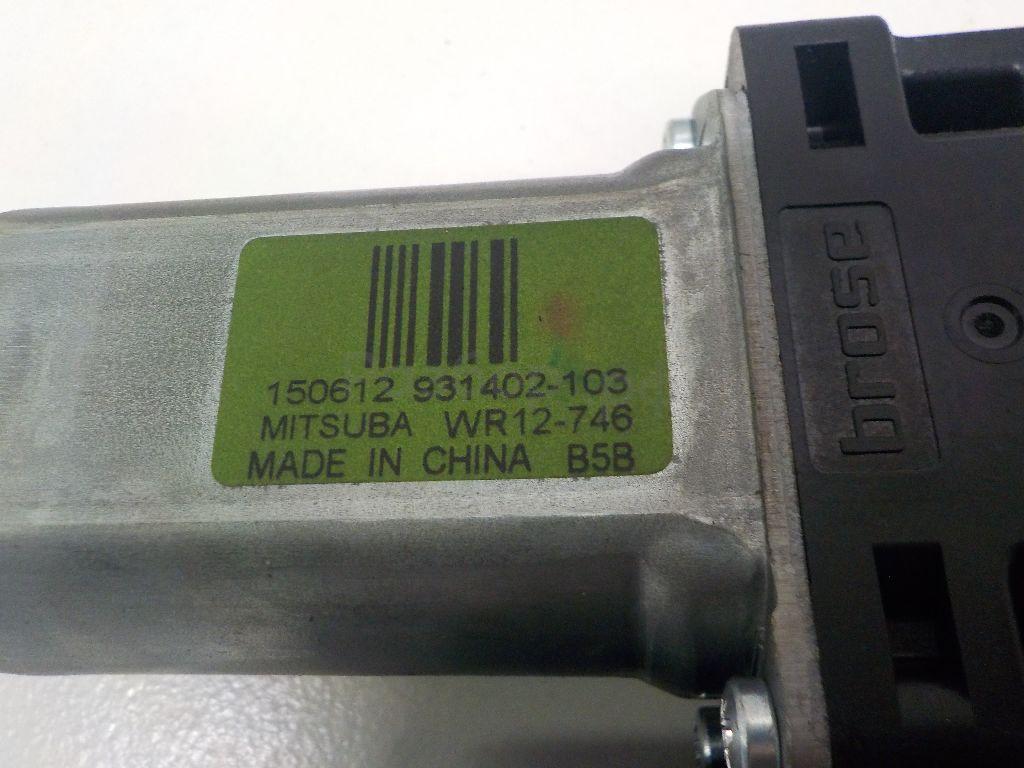 150612 931402-103
MITSUBA WR12-746
MADE IN CHINA B5B
brose